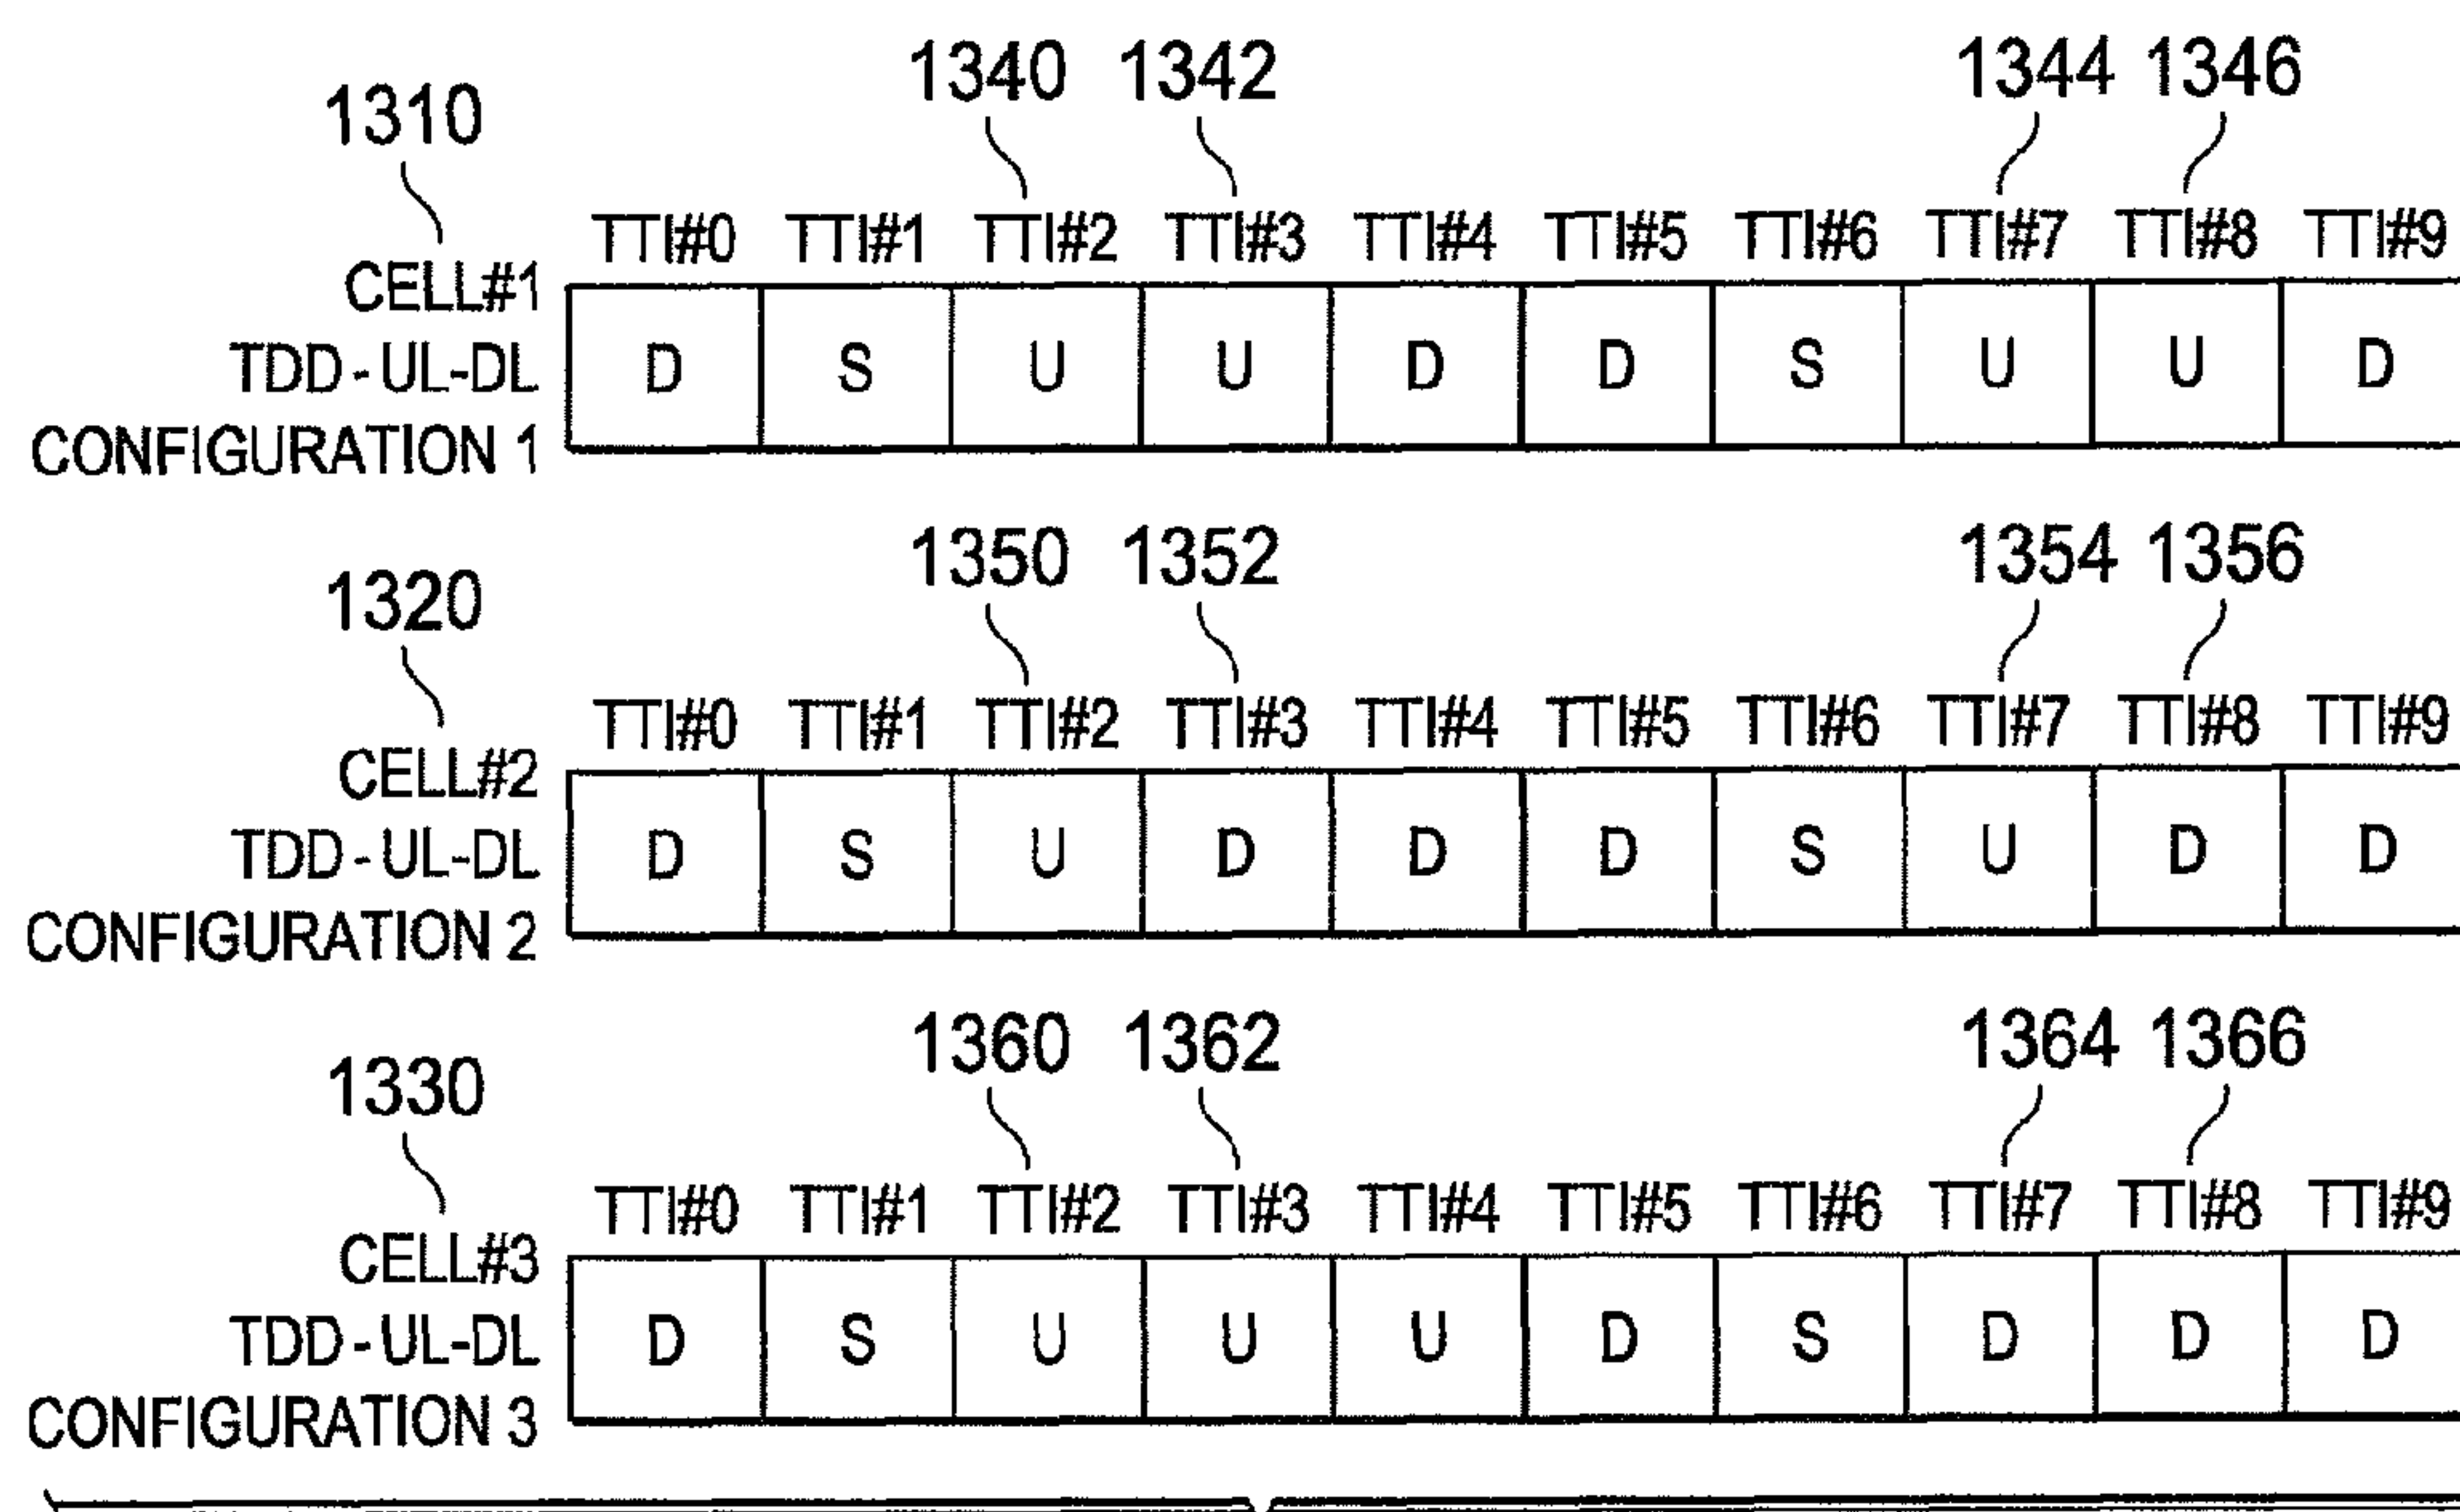 1340 1342 1344 1346
1310
TTI#0 TTI#1 TTI#2 TTI#3 TTI#4 TTI#5 TTI#6 TTI#7 TTI#8 TTI#9
CELL#1
TDD-UL-DL
CONFIGURATION 1
D S U U D D S U U D
1350 1352 1354 1356
1320
TTI#0 TTI#1 TTI#2 TTI#3 TTI#4 TTI#5 TTI#6 TTI#7 TTI#8 TTI#9
CELL#2
TDD-UL-DL
CONFIGURATION 2
D S U D D D S U D D
1360 1362 1364 1366
1330
TTI#0 TTI#1 TTI#2 TTI#3 TTI#4 TTI#5 TTI#6 TTI#7 TTI#8 TTI#9
CELL#3
TDD-UL-DL
CONFIGURATION 3
D S U U U D S D D D